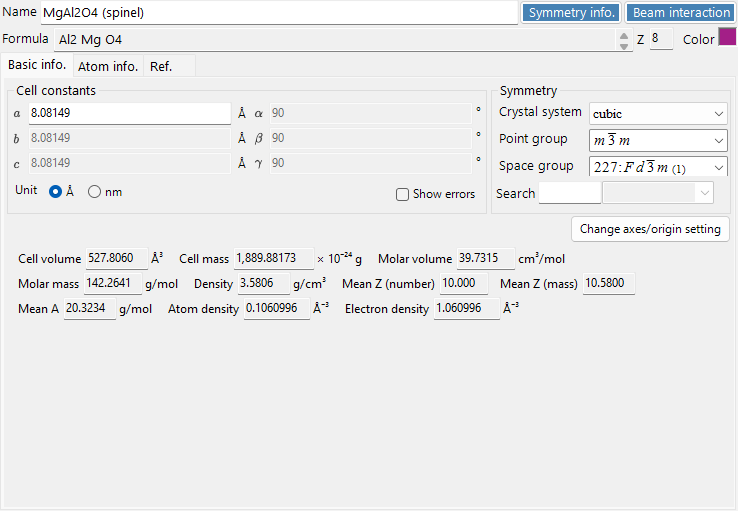 Name MgAl2O4 (spinel) Symmetry info. Beam interaction
Formula Al2 Mg O4 Z 8 Color
Basic info. Atom info. Ref.
Cell constants
a 8.08149 Å α 90 °
b 8.08149 Å β 90 °
c 8.08149 Å γ 90 °
Unit Å nm Show errors
Symmetry
Crystal system cubic
Point group m 3̅ m
Space group 227: F d 3̅ m (1)
Search
Change axes/origin setting
Cell volume 527.8060 Å³ Cell mass 1,889.88173 × 10⁻²⁴ g Molar volume 39.7315 cm³/mol
Molar mass 142.2641 g/mol Density 3.5806 g/cm³ Mean Z (number) 10.000 Mean Z (mass) 10.5800
Mean A 20.3234 g/mol Atom density 0.1060996 Å⁻³ Electron density 1.060996 Å⁻³